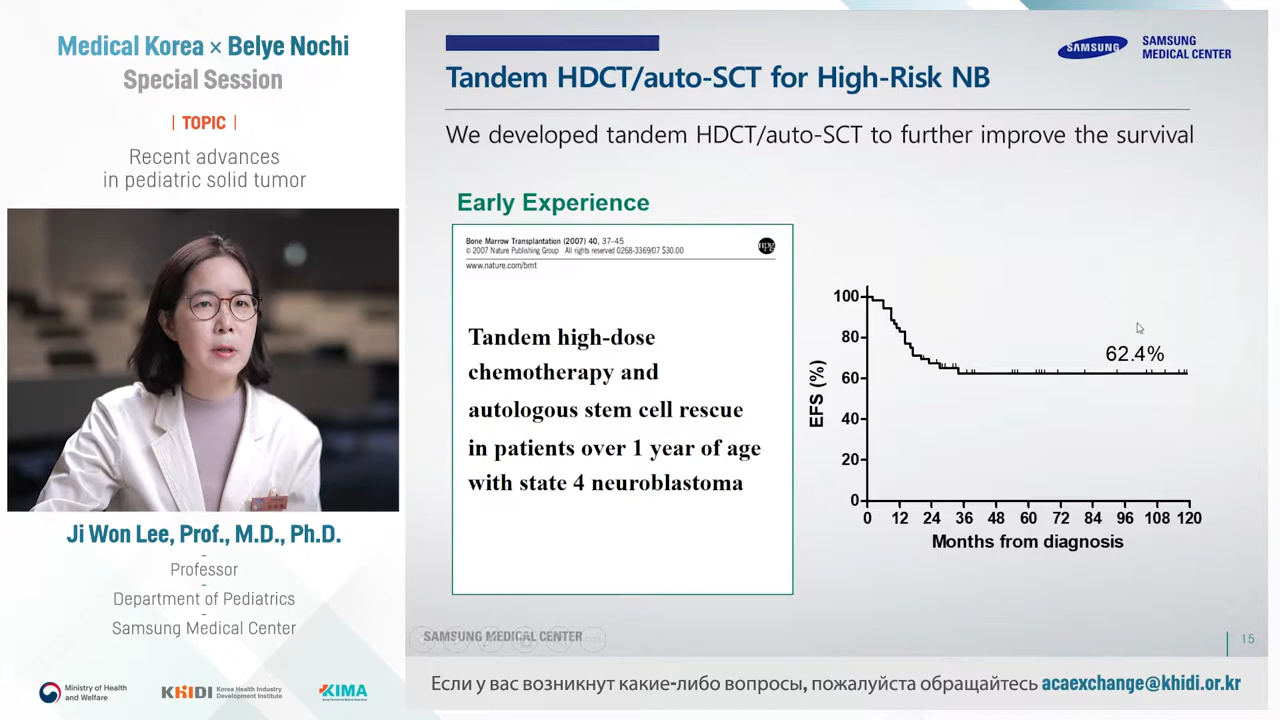 Medical Korea × Belye Nochi
Special Session
| TOPIC |
Recent advances
in pediatric solid tumor
Ji Won Lee, Prof., M.D., Ph.D.
-
Professor
-
Department of Pediatrics
-
Samsung Medical Center
Ministry of Health
and Welfare
KHIDI
Korea Health Industry
Development Institute
KIMA
SAMSUNG
SAMSUNG
MEDICAL CENTER
Tandem HDCT/auto-SCT for High-Risk NB
We developed tandem HDCT/auto-SCT to further improve the survival
Early Experience
Bone Marrow Transplantation (2007) 40, 37–45
© 2007 Nature Publishing Group All rights reserved 0268-3369/07 $30.00
npg
www.nature.com/bmt
Tandem high-dose
chemotherapy and
autologous stem cell rescue
in patients over 1 year of age
with state 4 neuroblastoma
EFS (%)
100
80
60
40
20
0
62.4%
0 12 24 36 48 60 72 84 96 108 120
Months from diagnosis
SAMSUNG MEDICAL CENTER
15
Если у вас возникнут какие-либо вопросы, пожалуйста обращайтесь acaexchange@khidi.or.kr